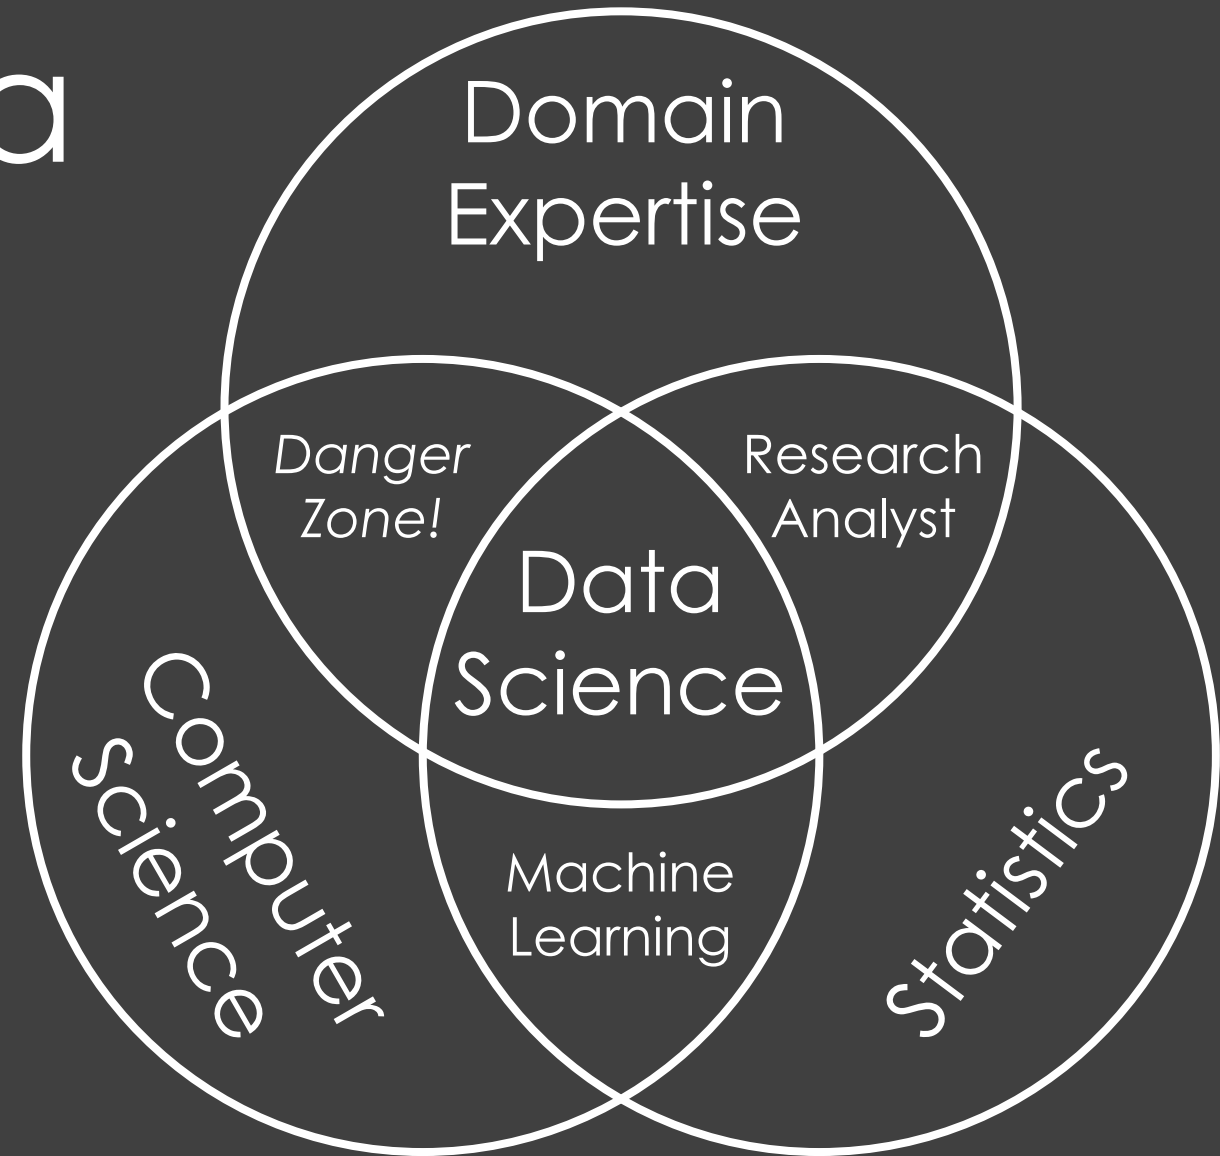 a
Domain
Expertise
Danger
Zone!
Research
Analyst
Data
Science
Computer
Science
Statistics
Machine
Learning